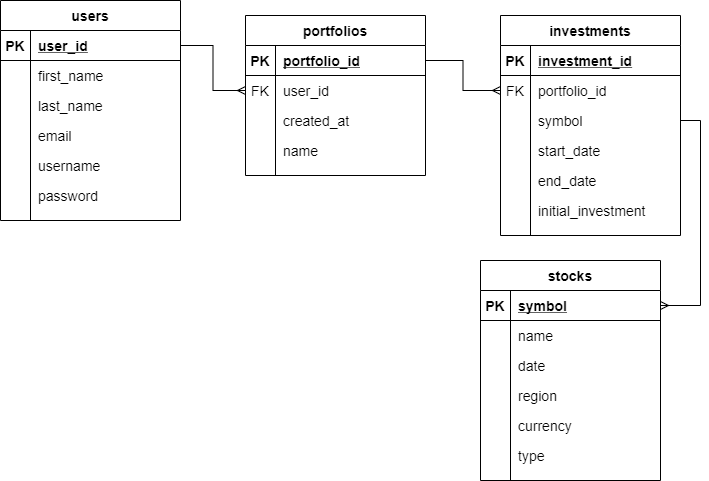 users
PK user_id
first_name
last_name
email
username
password
portfolios
PK portfolio_id
FK user_id
created_at
name
investments
PK investment_id
FK portfolio_id
symbol
start_date
end_date
initial_investment
stocks
PK symbol
name
date
region
currency
type